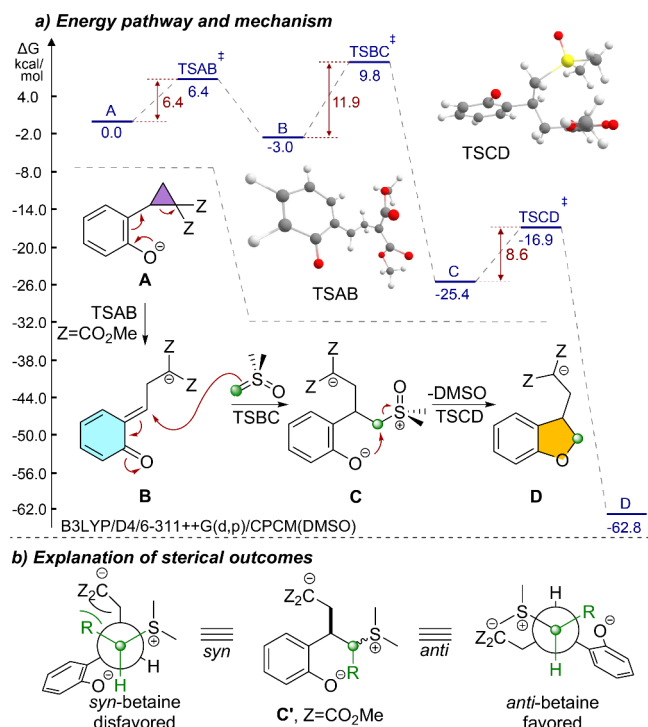 a) Energy pathway and mechanism
ΔG
kcal/
mol
4.0
-2.0
-8.0
-14.0
-20.0
-26.0
-32.0
-38.0
-44.0
-50.0
-56.0
-62.0
A
0.0
6.4
TSAB ‡
6.4
B
-3.0
11.9
TSBC ‡
9.8
TSCD
C
-25.4
8.6
TSCD ‡
-16.9
D
-62.8
TSAB
Z
Z
O⊖
A
TSAB
Z=CO2Me
Z
⊖
Z
O
B
S
O
TSBC
Z
⊖
Z
O
S
⊕
O⊖
C
-DMSO
TSCD
Z
⊖
Z
O
D
B3LYP/D4/6-311++G(d,p)/CPCM(DMSO)
b) Explanation of sterical outcomes
⊖
Z2C
R
S
⊕
H
H
O⊖
syn-betaine
disfavored
syn
⊖
Z2C
S
⊕
R
O⊖
C', Z=CO2Me
anti
H
R
S
⊕
⊖
Z2C
O⊖
H
anti-betaine
favored